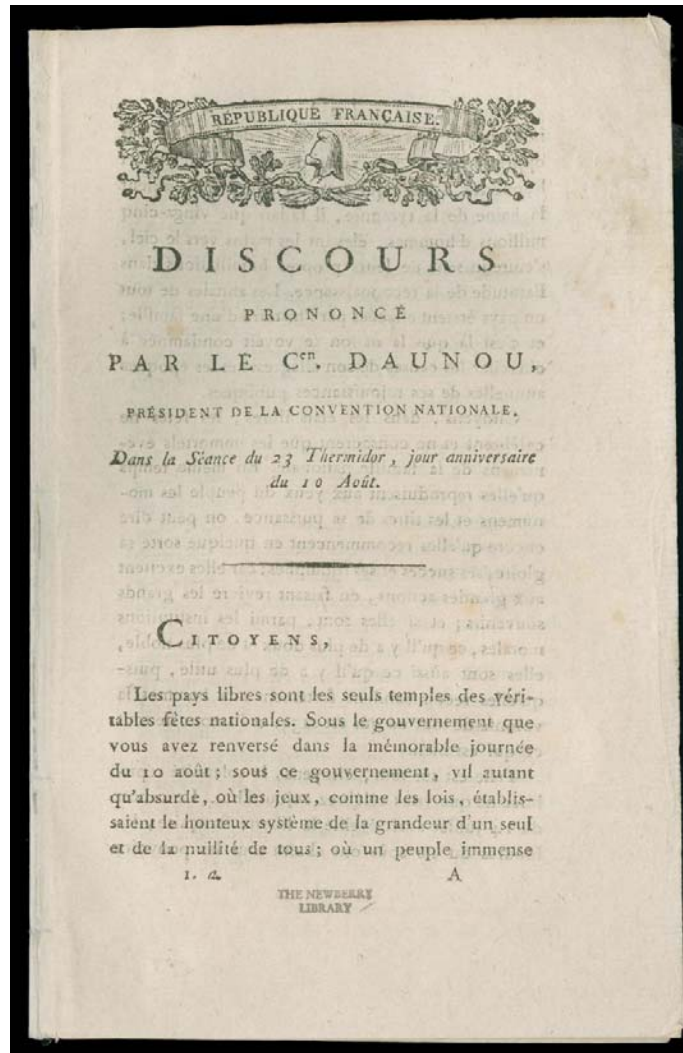 RÉPUBLIQUE FRANÇAISE.
DISCOURS
PRONONCÉ
PAR LE Cen. DAUNOU,
PRÉSIDENT DE LA CONVENTION NATIONALE,
Dans la Séance du 23 Thermidor, jour anniversaire
du 10 Août.
CITOYENS,
Les pays libres sont les seuls temples des véri-
tables fêtes nationales. Sous le gouvernement que
vous avez renversé dans la mémorable journée
du 10 août; sous ce gouvernement, vil autant
qu'absurde, où les jeux, comme les lois, établis-
saient le honteux système de la grandeur d'un seul
et de la nullité de tous; où un peuple immense
1. a. A
THE NEWBERRY
LIBRARY